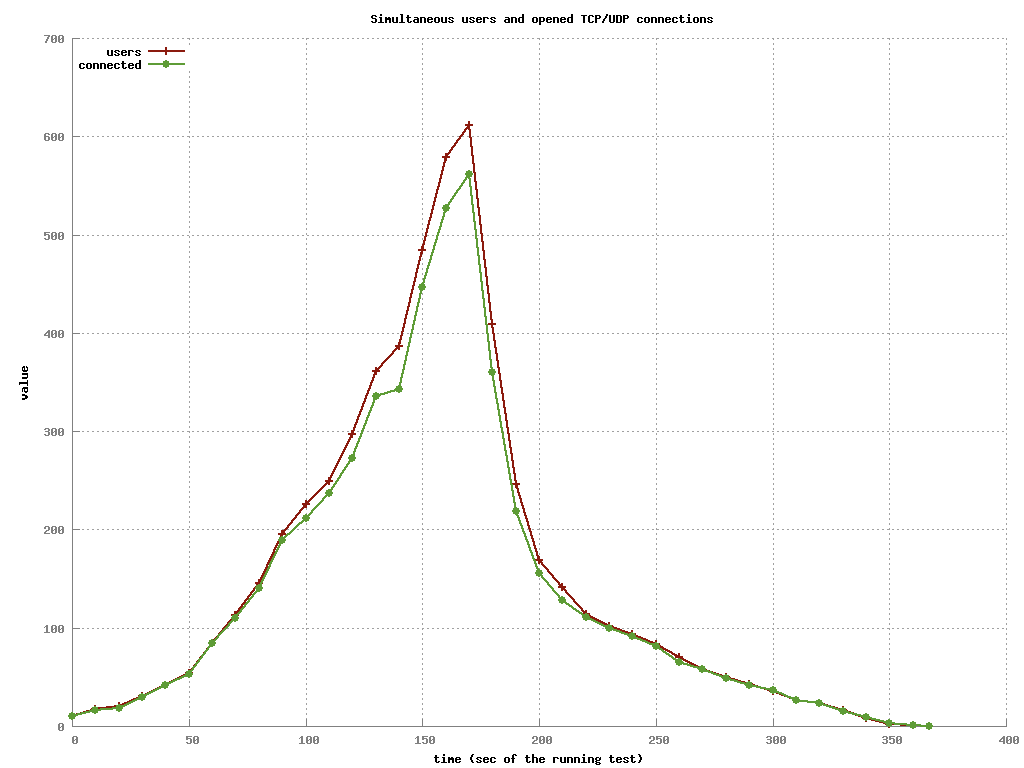 Simultaneous users and opened TCP/UDP connections
700
users
connected
600
500
400
value
300
200
100
0
0 50 100 150 200 250 300 350 400
time (sec of the running test)